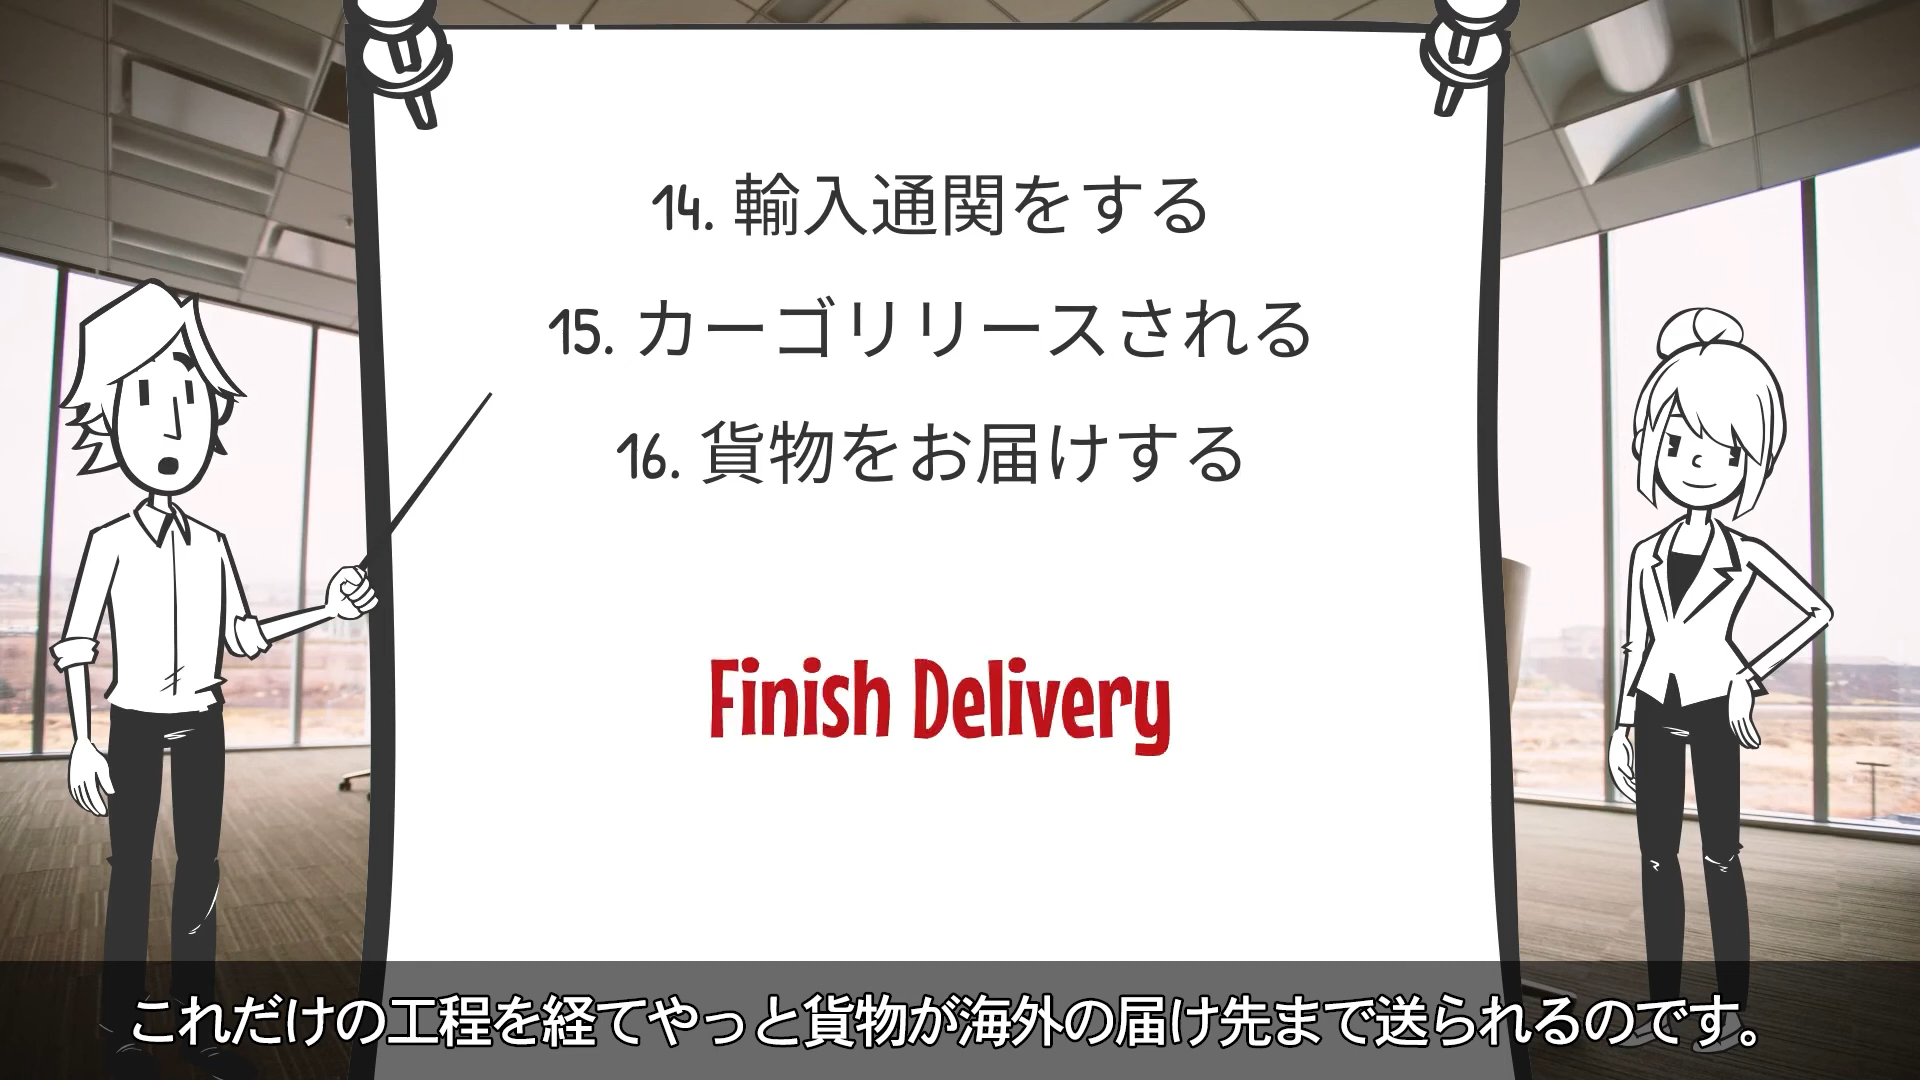 14. 輸入通関をする
15. カーゴリリースされる
16. 貨物をお届けする
Finish Delivery
これだけの工程を経てやっと貨物が海外の届け先まで送られるのです。